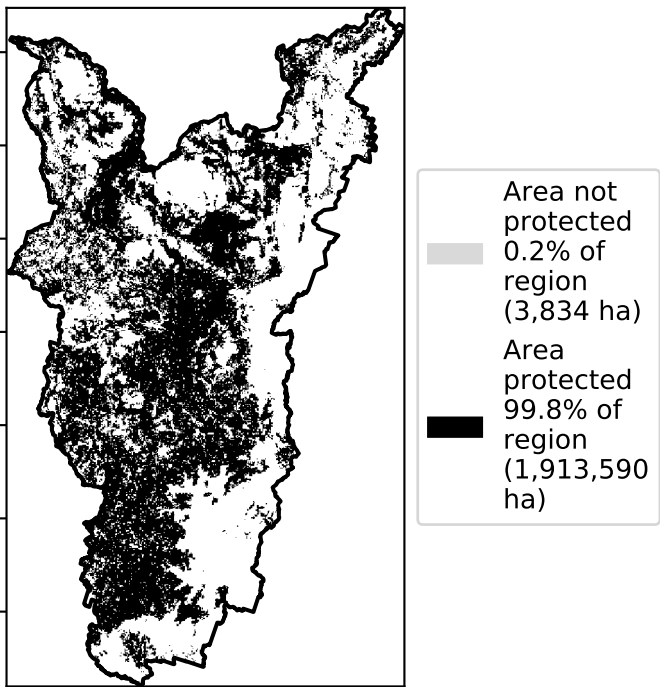 Area not
protected
0.2% of
region
(3,834 ha)
Area
protected
99.8% of
region
(1,913,590
ha)